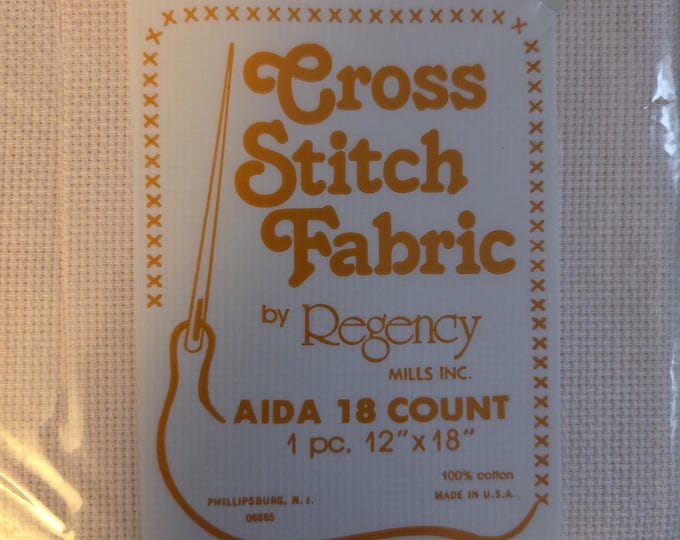 Cross
Stitch
Fabric
by Regency
MILLS INC.
AIDA 18 COUNT
1 pc. 12" x 18"
100% cotton
PHILLIPSBURG, N.J. MADE IN U.S.A.
08865